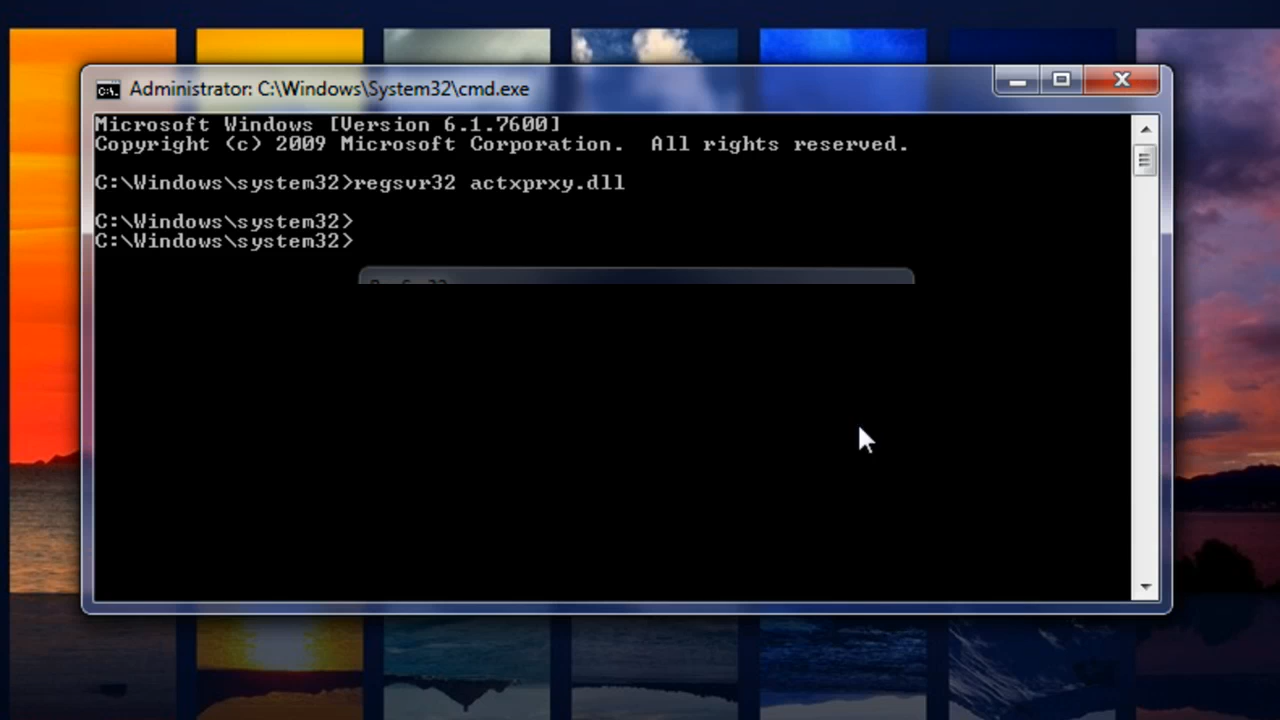 Administrator: C:\Windows\System32\cmd.exe
Microsoft Windows [Version 6.1.7600]
Copyright (c) 2009 Microsoft Corporation.  All rights reserved.
C:\Windows\system32>regsvr32 actxprxy.dll
C:\Windows\system32>
C:\Windows\system32>